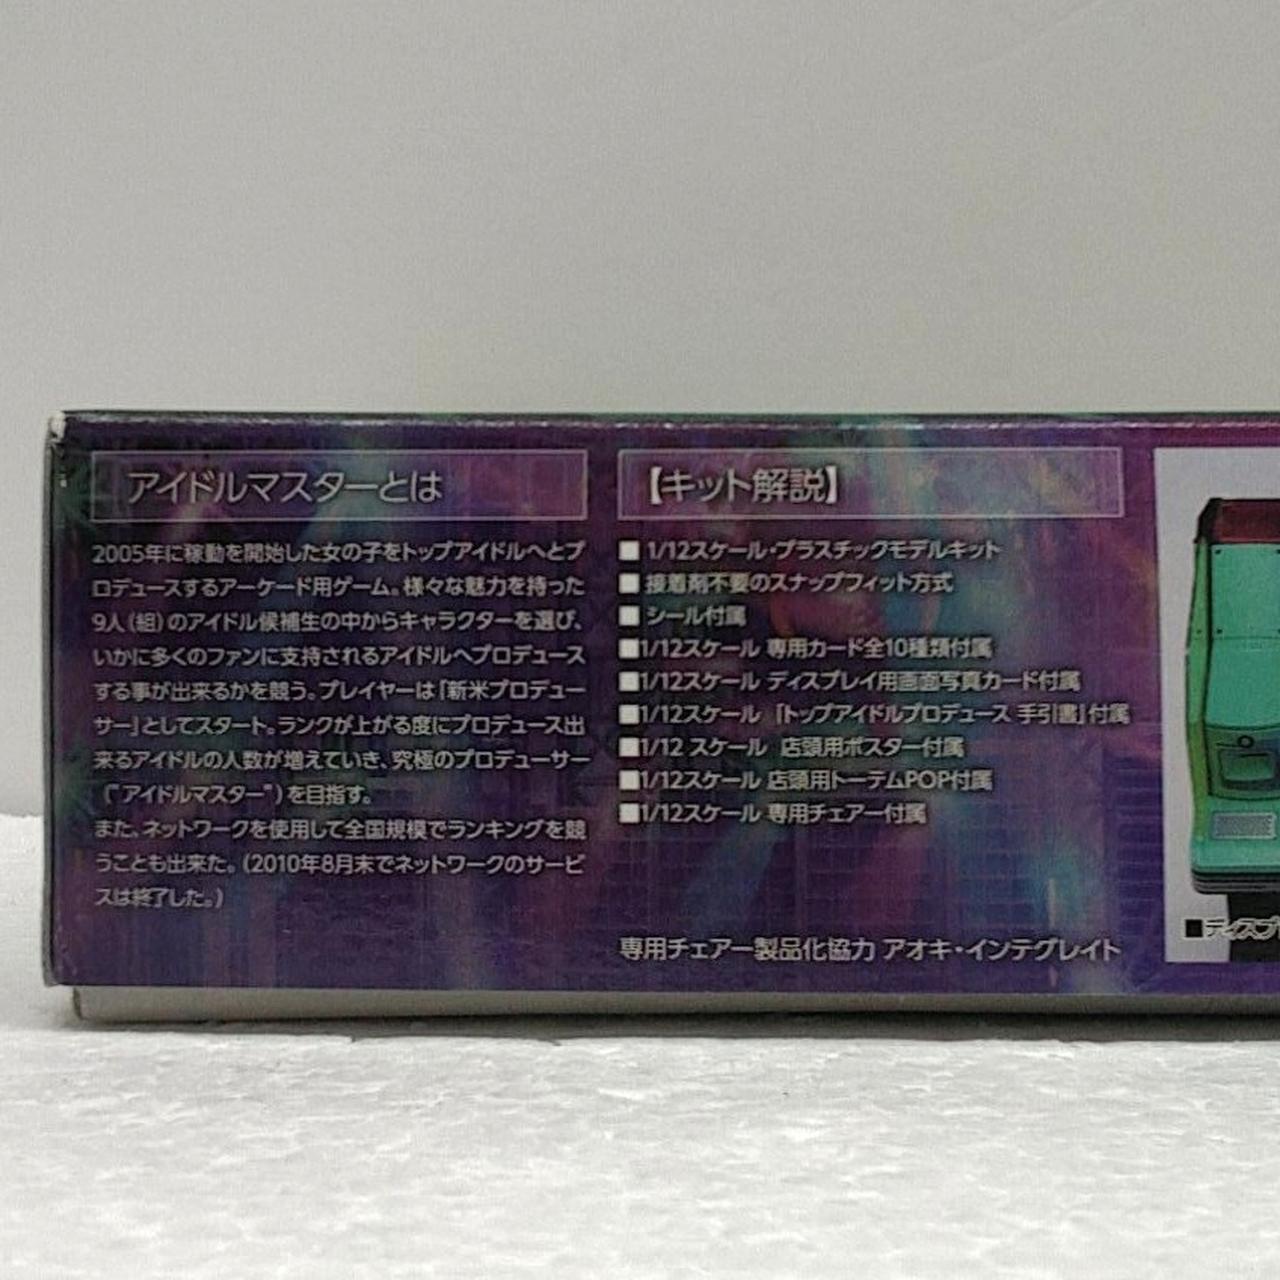 アイドルマスターとは
2005年に稼動を開始した女の子をトップアイドルへとプ
ロデュースするアーケード用ゲーム。様々な魅力を持った
9人(組)のアイドル候補生の中からキャラクターを選び、
いかに多くのファンに支持されるアイドルへプロデュース
する事が出来るかを競う。プレイヤーは「新米プロデュー
サー」としてスタート。ランクが上がる度にプロデュース出
来るアイドルの人数が増えていき、究極のプロデューサー
("アイドルマスター")を目指す。
また、ネットワークを使用して全国規模でランキングを競
うことも出来た。(2010年8月末でネットワークのサービ
スは終了した。)
【キット解説】
■ 1/12スケール・プラスチックモデルキット
■ 接着剤不要のスナップフィット方式
■ シール付属
■1/12スケール 専用カード全10種類付属
■1/12スケール ディスプレイ用画面写真カード付属
■1/12スケール 「トップアイドルプロデュース 手引書」付属
■1/12 スケール 店頭用ポスター付属
■1/12スケール 店頭用トーテムPOP付属
■1/12スケール 専用チェアー付属
専用チェアー製品化協力 アオキ・インテグレイト
■ディスプ